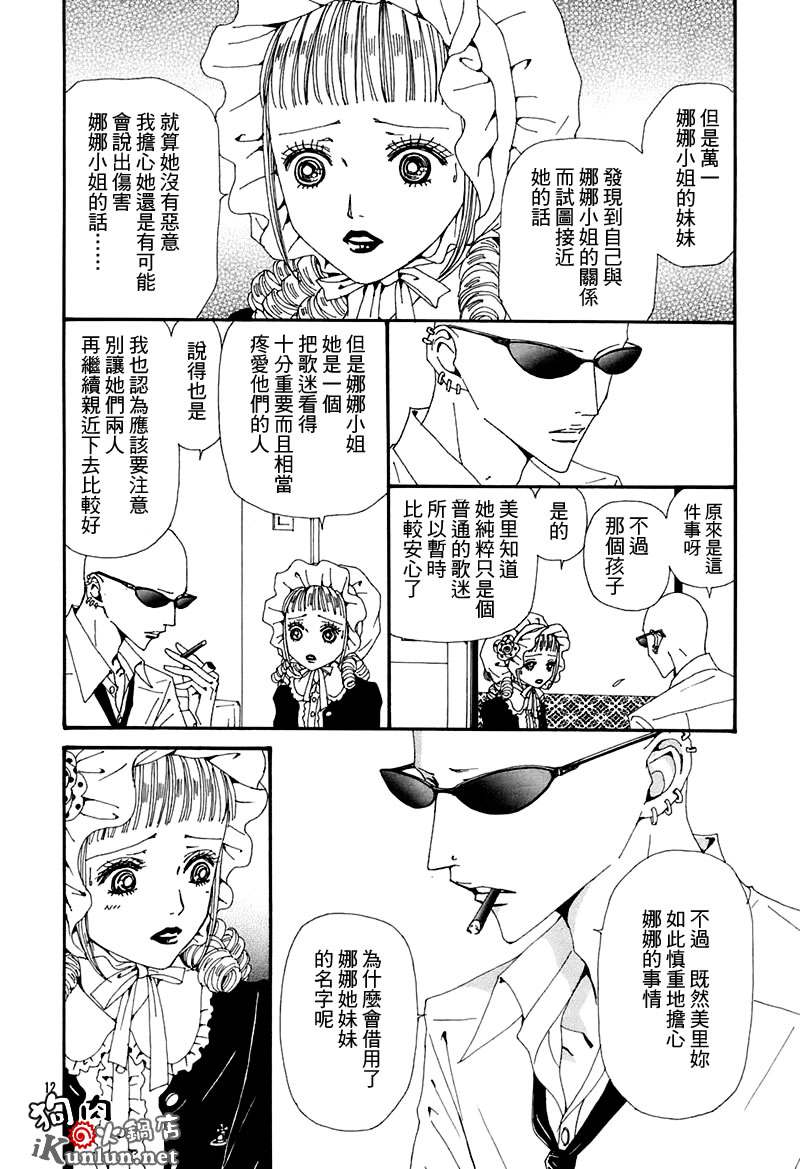 但是萬一
娜娜小姐的妹妹
發現到自己與
娜娜小姐的關係
而試圖接近
她的話
就算她沒有惡意
我擔心她還是有可能
會說出傷害
娜娜小姐的話……
原來是這
件事呀
不過
那個孩子
是的
美里知道
她純粹只是個
普通的歌迷
所以暫時
比較安心了
但是娜娜小姐
她是一個
把歌迷看得
十分重要而且相當
疼愛他們的人
說得也是
我也認為應該要注意
別讓她們兩人
再繼續親近下去比較好
不過 既然美里妳
如此慎重地擔心
娜娜的事情
為什麼會借用了
娜娜她妹妹
的名字呢
12
狗肉
火鍋店
iKunlun.net